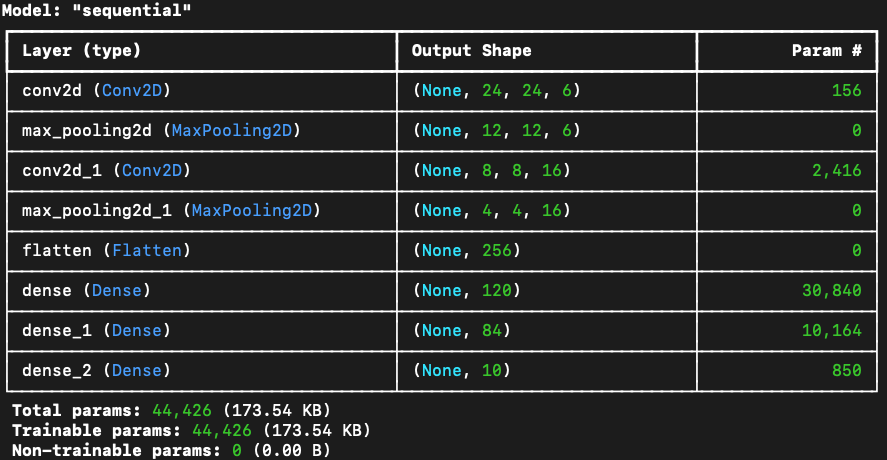 Model: "sequential"
Layer (type) Output Shape Param #
conv2d (Conv2D) (None, 24, 24, 6) 156
max_pooling2d (MaxPooling2D) (None, 12, 12, 6) 0
conv2d_1 (Conv2D) (None, 8, 8, 16) 2,416
max_pooling2d_1 (MaxPooling2D) (None, 4, 4, 16) 0
flatten (Flatten) (None, 256) 0
dense (Dense) (None, 120) 30,840
dense_1 (Dense) (None, 84) 10,164
dense_2 (Dense) (None, 10) 850
Total params: 44,426 (173.54 KB)
Trainable params: 44,426 (173.54 KB)
Non-trainable params: 0 (0.00 B)